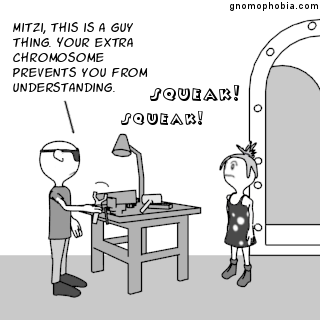 gnomophobia.com
MITZI, THIS IS A GUY
THING. YOUR EXTRA
CHROMOSOME
PREVENTS YOU FROM
UNDERSTANDING.
SQUEAK!
SQUEAK!